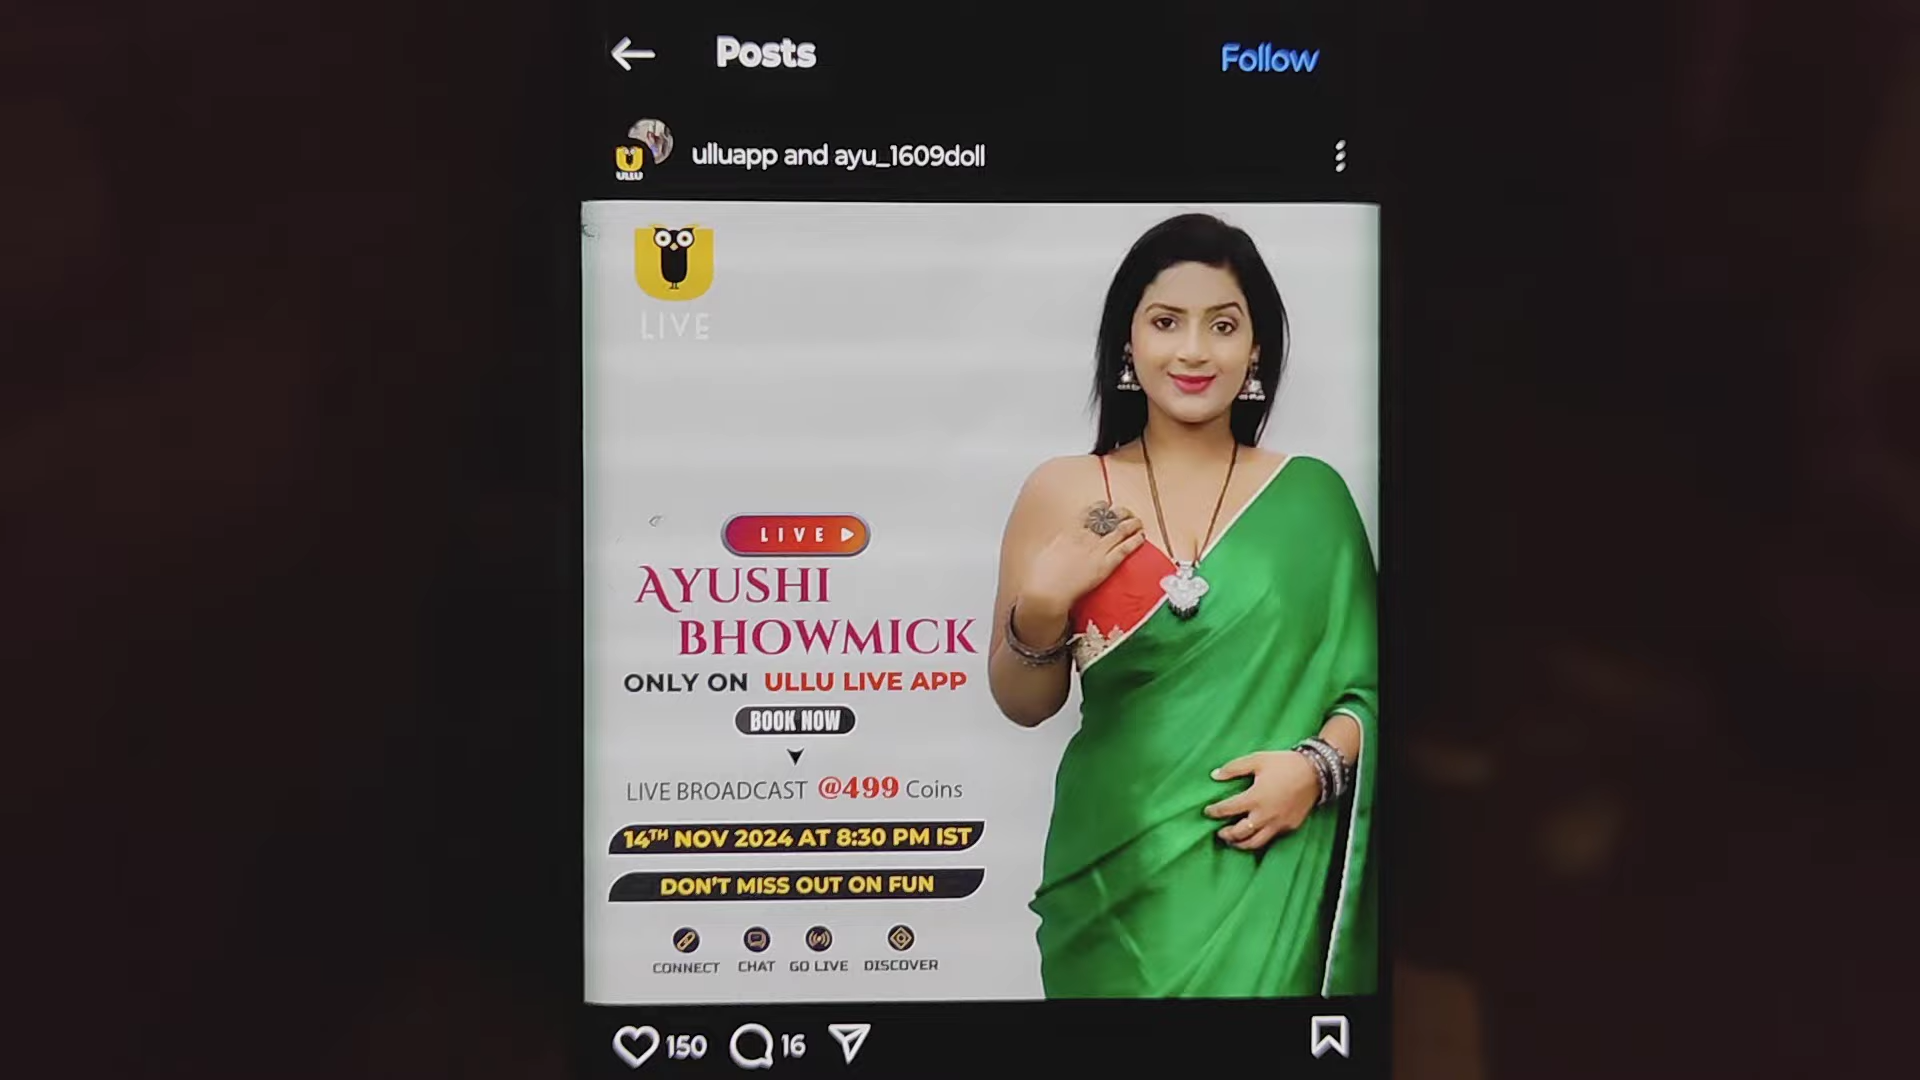 Posts
Follow
ulluapp and ayu_1609doll
ULLU
LIVE
LIVE
AYUSHI
BHOWMICK
ONLY ON ULLU LIVE APP
BOOK NOW
LIVE BROADCAST @499 Coins
14TH NOV 2024 AT 8:30 PM IST
DON'T MISS OUT ON FUN
CONNECT CHAT GO LIVE DISCOVER
150 16